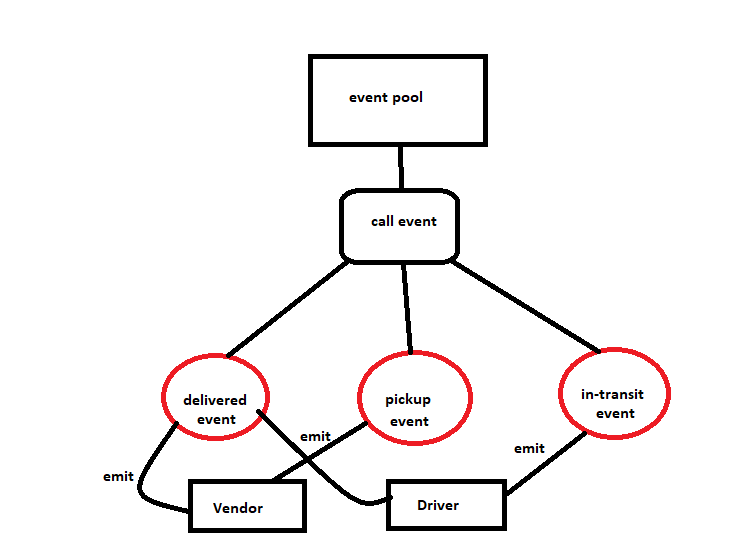 event pool
call event
delivered
event
pickup
event
in-transit
event
emit
emit
emit
Vendor
Driver